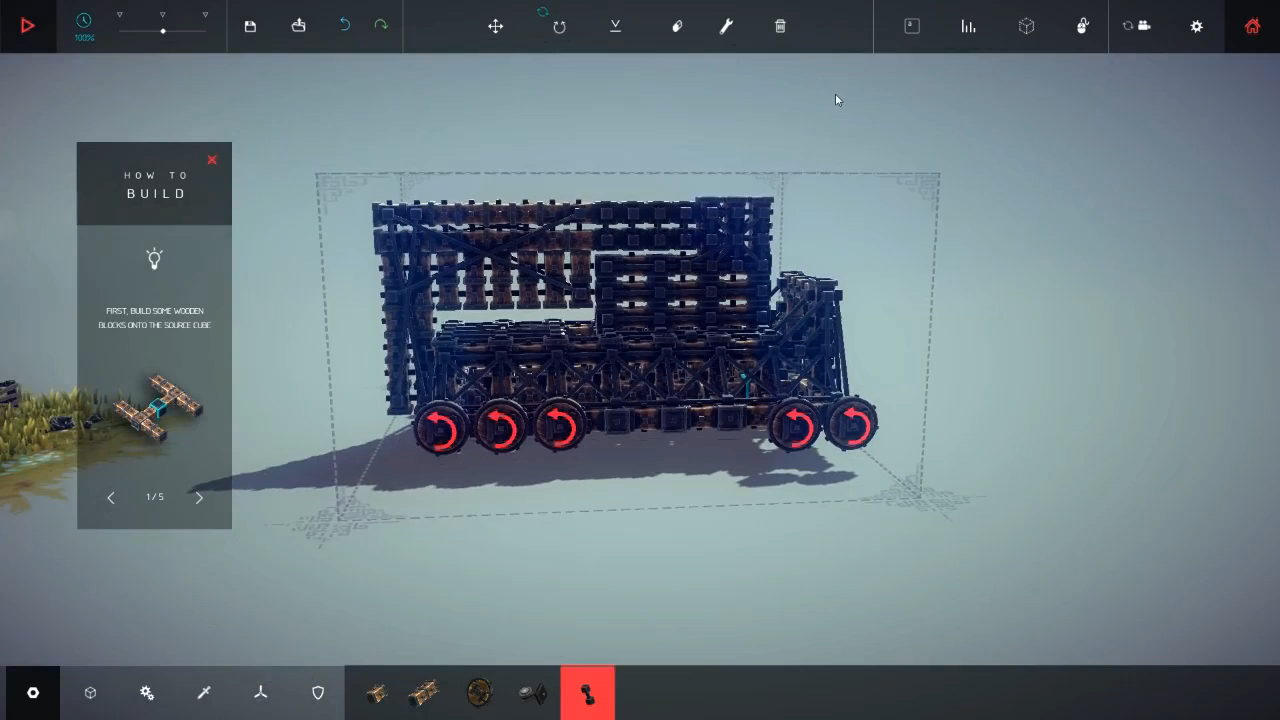 100%
HOW TO
BUILD
FIRST, BUILD SOME WOODEN
BLOCKS ONTO THE SOURCE CUBE
1/5